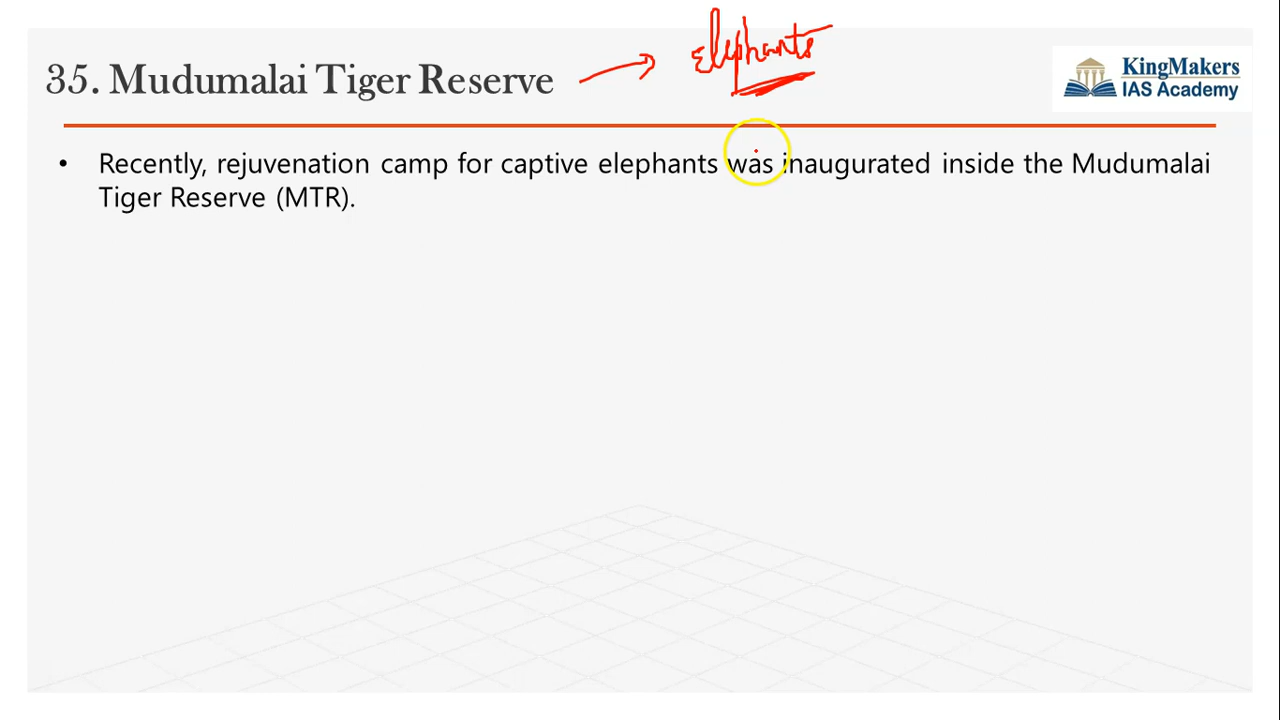 elephants
35. Mudumalai Tiger Reserve
KingMakers
IAS Academy
• Recently, rejuvenation camp for captive elephants was inaugurated inside the Mudumalai
Tiger Reserve (MTR).